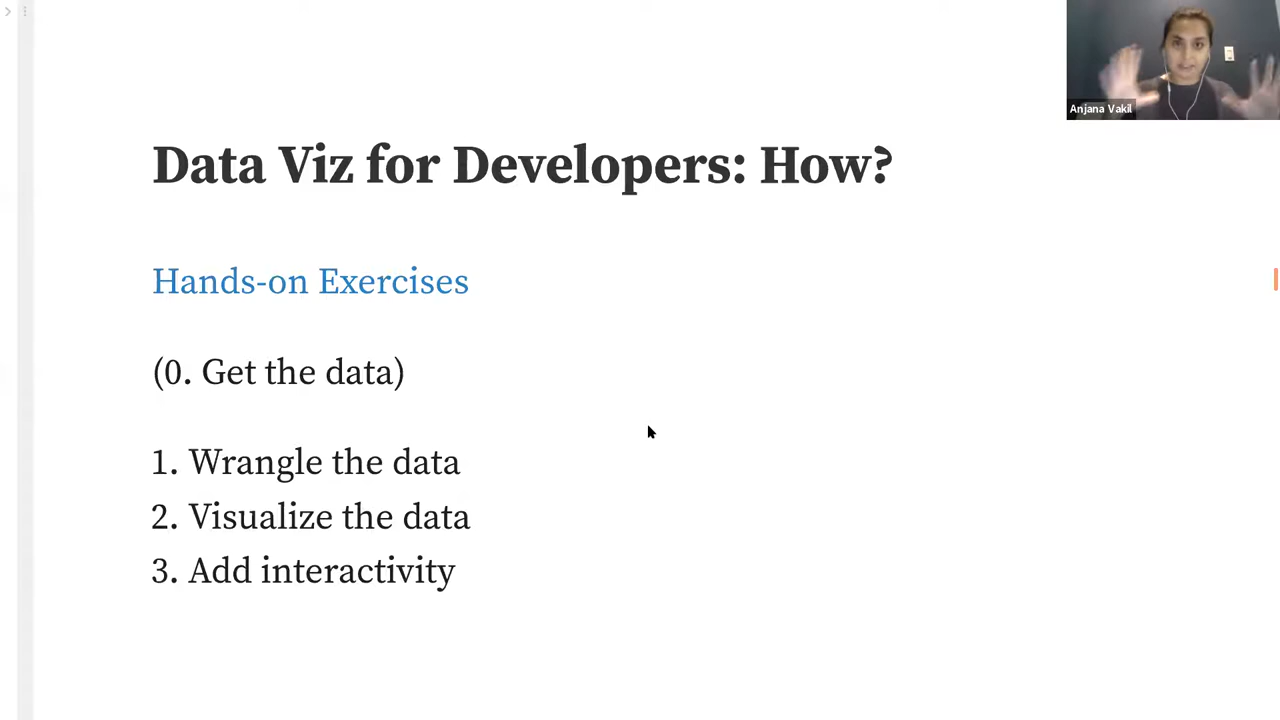 Anjana Vakil
Data Viz for Developers: How?
Hands-on Exercises
(0. Get the data)
1. Wrangle the data
2. Visualize the data
3. Add interactivity